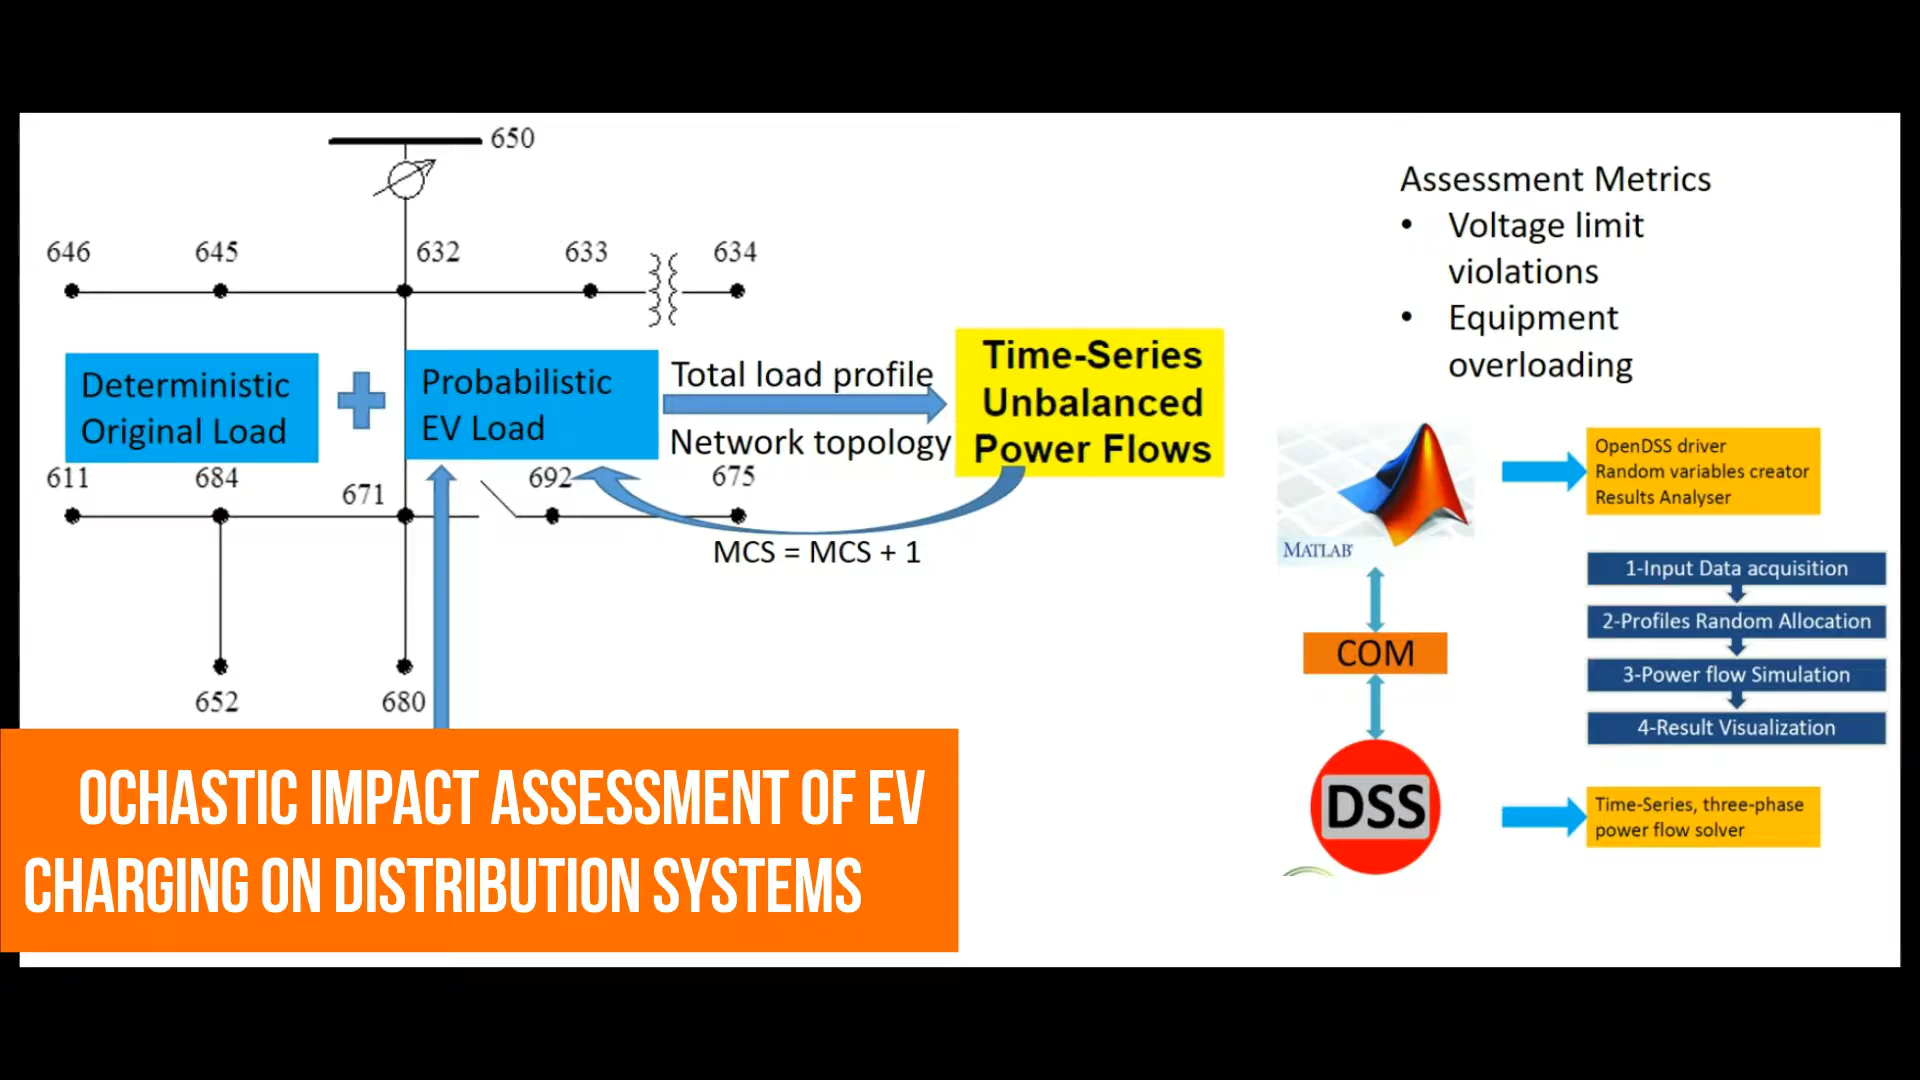 650
646
645
632
633
634
Deterministic
Original Load
Probabilistic
EV Load
Total load profile
Network topology
Time-Series
Unbalanced
Power Flows
611
684
671
692
675
MCS = MCS + 1
652
680
OCHASTIC IMPACT ASSESSMENT OF EV
CHARGING ON DISTRIBUTION SYSTEMS
Assessment Metrics
• Voltage limit
violations
• Equipment
overloading
MATLAB®
OpenDSS driver
Random variables creator
Results Analyser
1-Input Data acquisition
2-Profiles Random Allocation
3-Power flow Simulation
4-Result Visualization
COM
DSS
Time-Series, three-phase
power flow solver